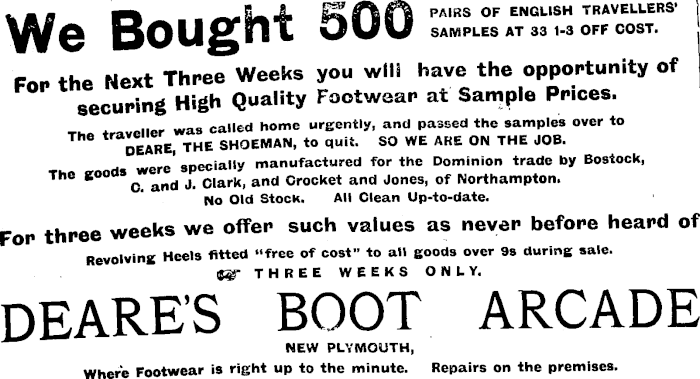 We Bought 500 PAIRS OF ENGLISH TRAVELLERS'
SAMPLES AT 33 1-3 OFF COST.
For the Next Three Weeks you will have the opportunity of
securing High Quality Footwear at Sample Prices.
The traveller was called home urgently, and passed the samples over to
DEARE, THE SHOEMAN, to quit. SO WE ARE ON THE JOB.
The goods were specially manufactured for the Dominion trade by Bostock,
C. and J. Clark, and Crocket and Jones, of Northampton.
No Old Stock. All Clean Up-to-date.
For three weeks we offer such values as never before heard of
Revolving Heels fitted "free of cost" to all goods over 9s during sale.
☞ THREE WEEKS ONLY.
DEARE'S BOOT ARCADE
NEW PLYMOUTH,
Where Footwear is right up to the minute. Repairs on the premises.